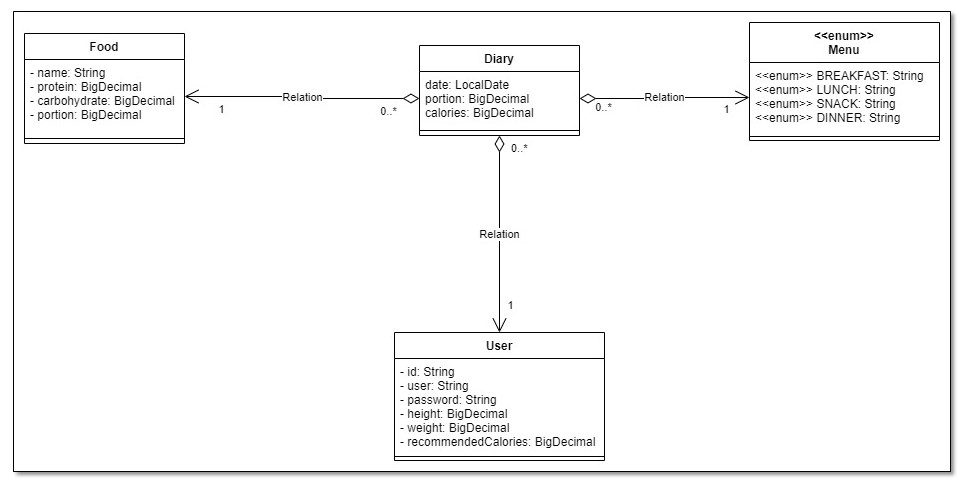 Food
- name: String
- protein: BigDecimal
- carbohydrate: BigDecimal
- portion: BigDecimal
1
Relation
0..*
Diary
date: LocalDate
portion: BigDecimal
calories: BigDecimal
0..*
Relation
1
<<enum>>
Menu
<<enum>> BREAKFAST: String
<<enum>> LUNCH: String
<<enum>> SNACK: String
<<enum>> DINNER: String
0..*
Relation
1
User
- id: String
- user: String
- password: String
- height: BigDecimal
- weight: BigDecimal
- recommendedCalories: BigDecimal